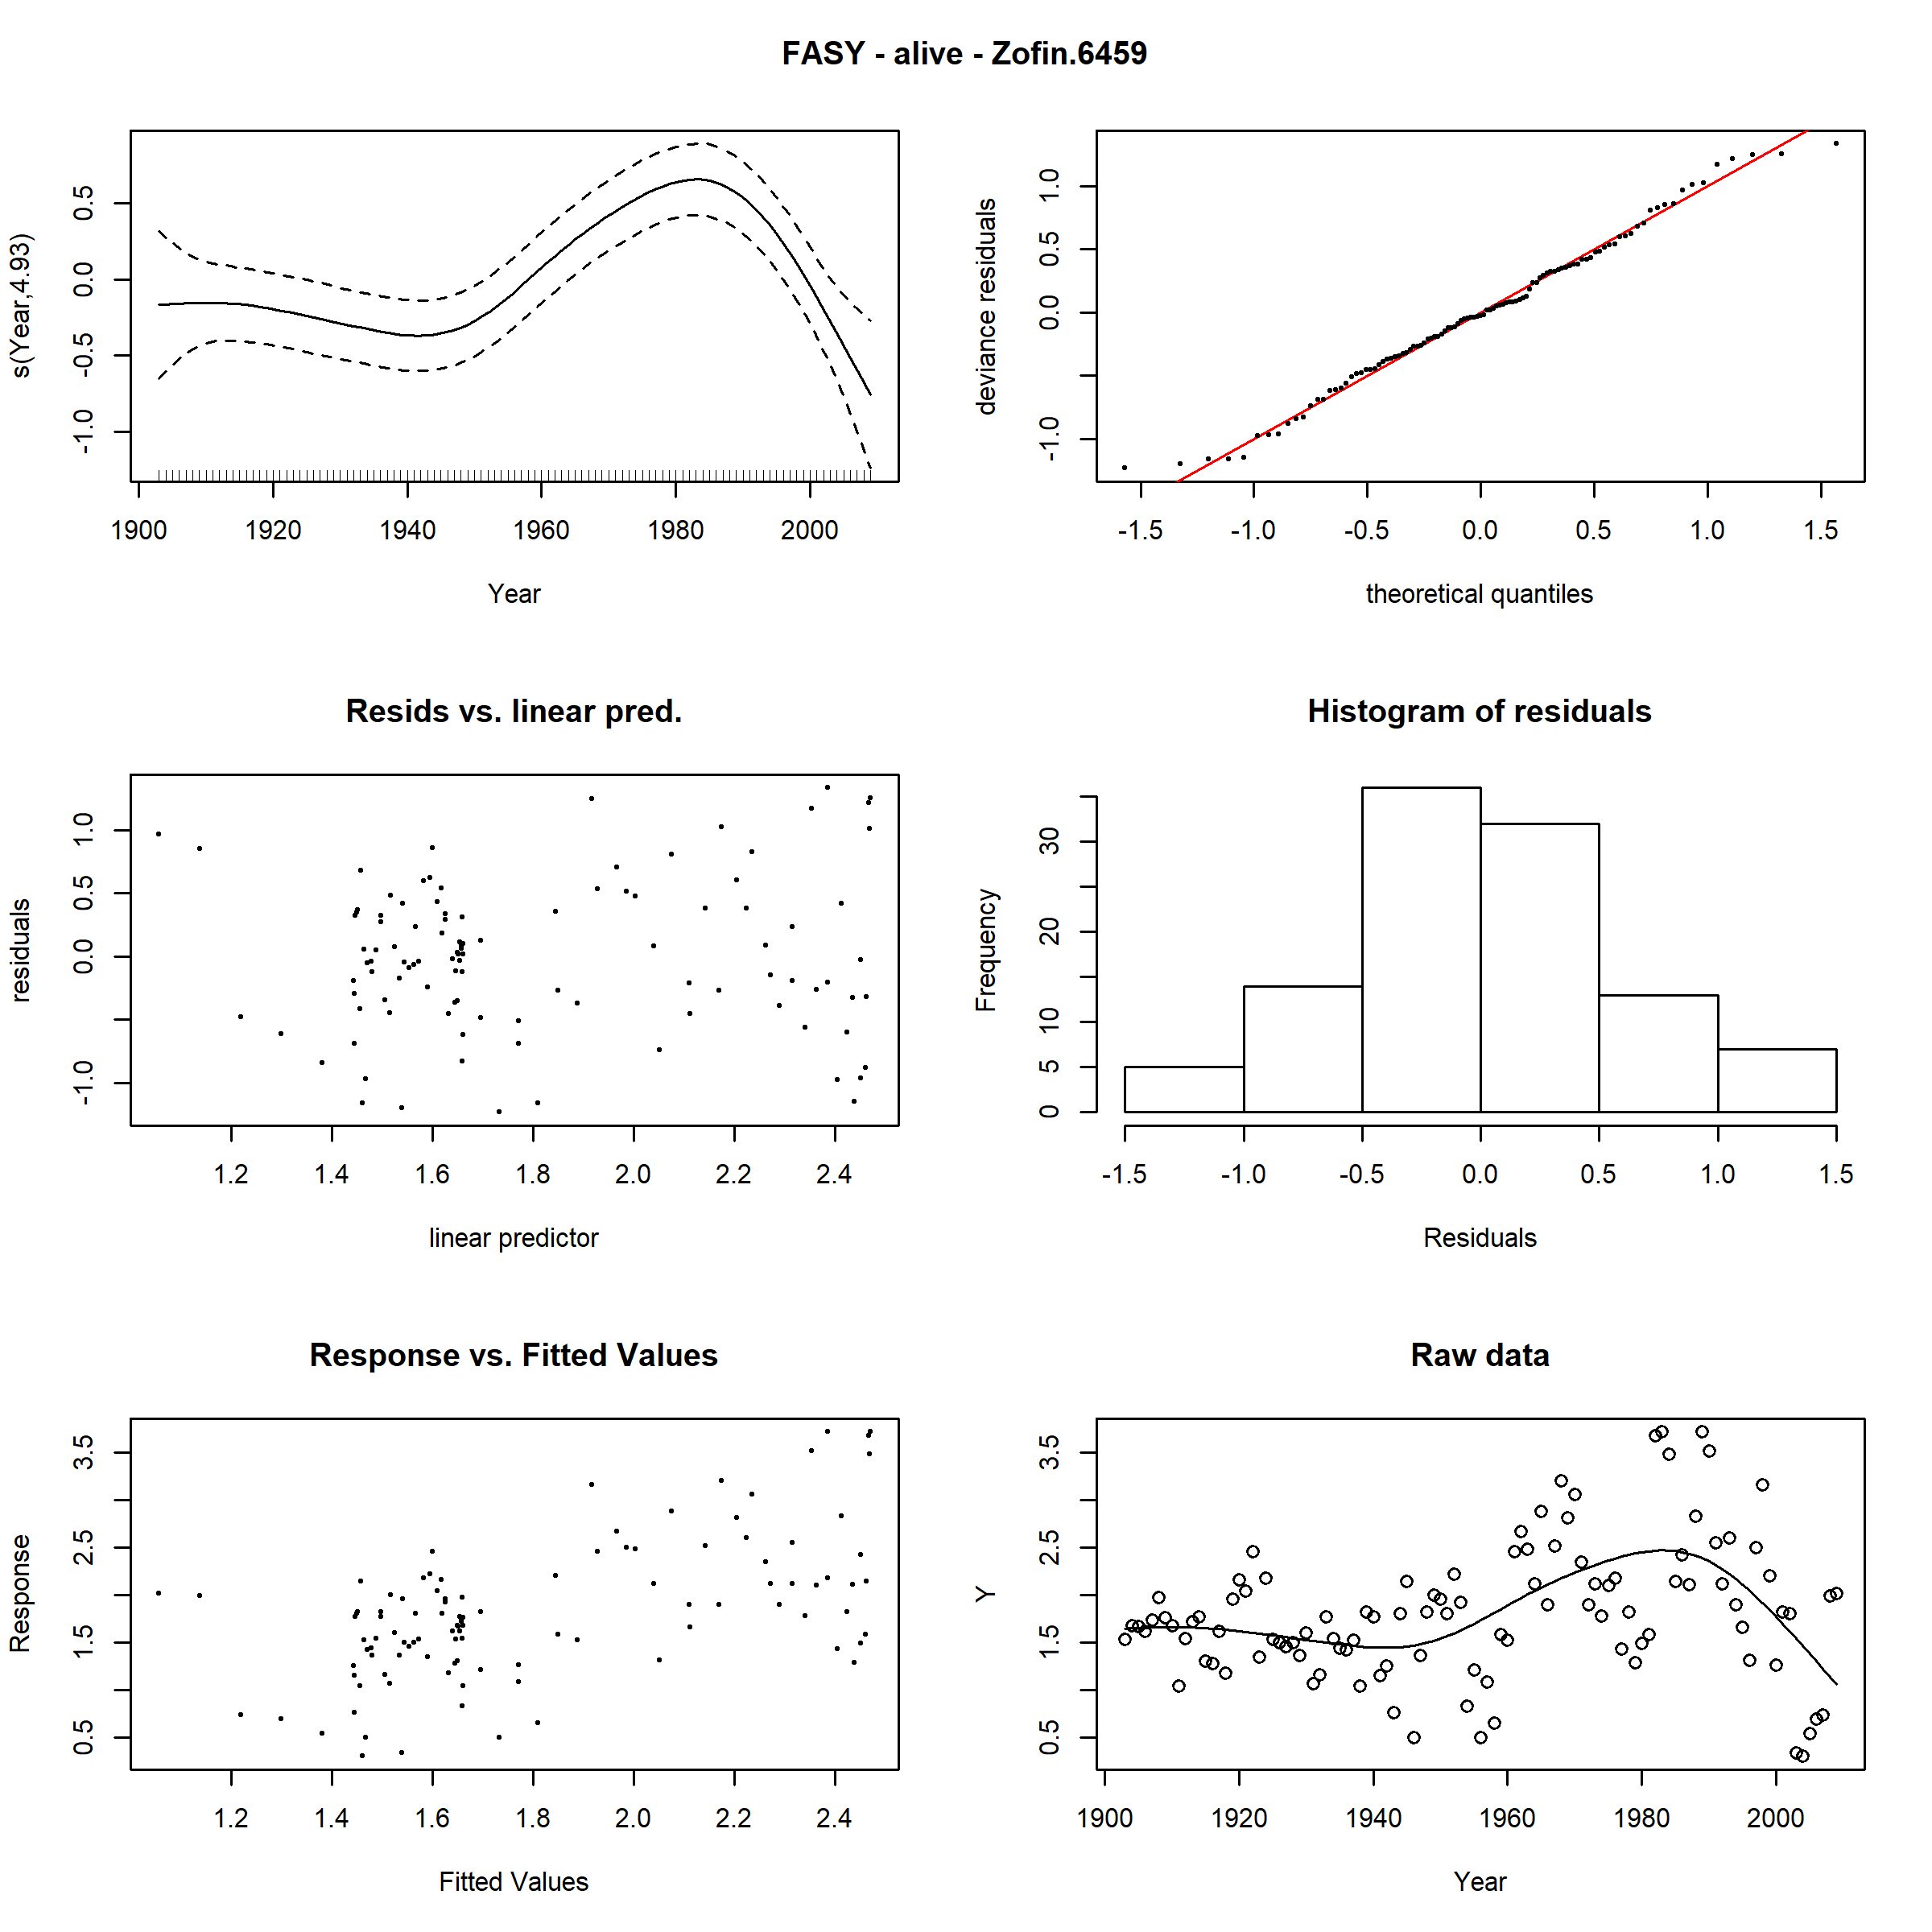 FASY - alive - Zofin.6459
s(Year,4.93)
0.5
0.0
-0.5
-1.0
1900 1920 1940 1960 1980 2000
Year
deviance residuals
1.0
0.5
0.0
-1.0
-1.5 -1.0 -0.5 0.0 0.5 1.0 1.5
theoretical quantiles
Resids vs. linear pred.
residuals
1.0
0.5
0.0
-1.0
1.2 1.4 1.6 1.8 2.0 2.2 2.4
linear predictor
Histogram of residuals
Frequency
30
20
10
5
0
-1.5 -1.0 -0.5 0.0 0.5 1.0 1.5
Residuals
Response vs. Fitted Values
Response
3.5
2.5
1.5
0.5
1.2 1.4 1.6 1.8 2.0 2.2 2.4
Fitted Values
Raw data
Y
3.5
2.5
1.5
0.5
1900 1920 1940 1960 1980 2000
Year